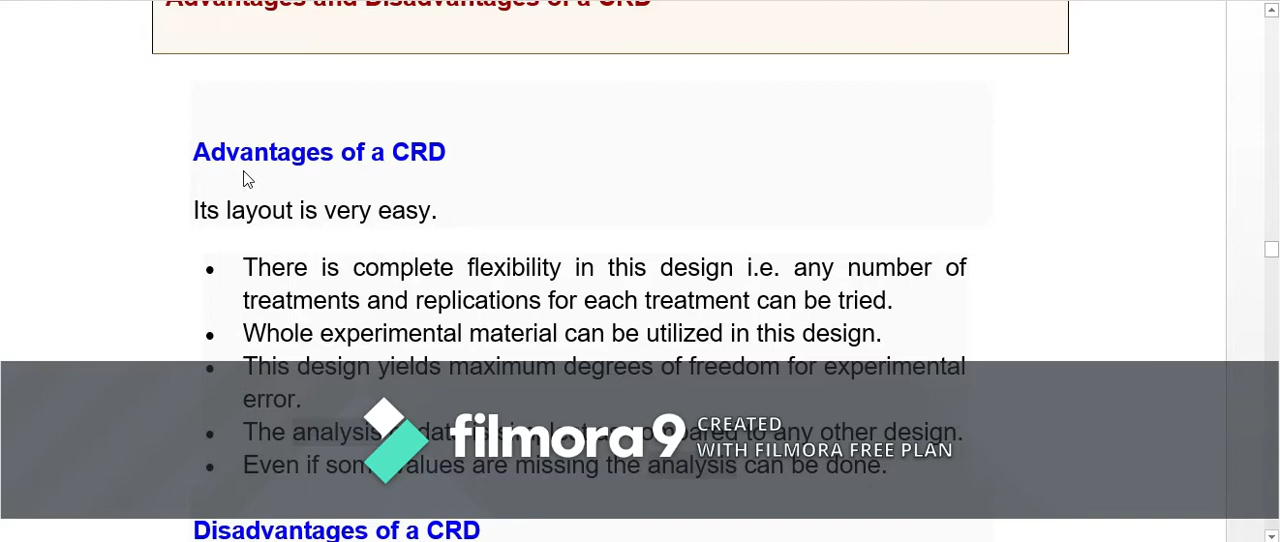 Advantages and Disadvantages of a CRD
Advantages of a CRD
Its layout is very easy.
• There is complete flexibility in this design i.e. any number of
treatments and replications for each treatment can be tried.
• Whole experimental material can be utilized in this design.
• This design yields maximum degrees of freedom for experimental
error.
• The analysis to any other design.
• Even if values are missing the analysis can be done.
filmora9 CREATED
WITH FILMORA FREE PLAN
Disadvantages of a CRD